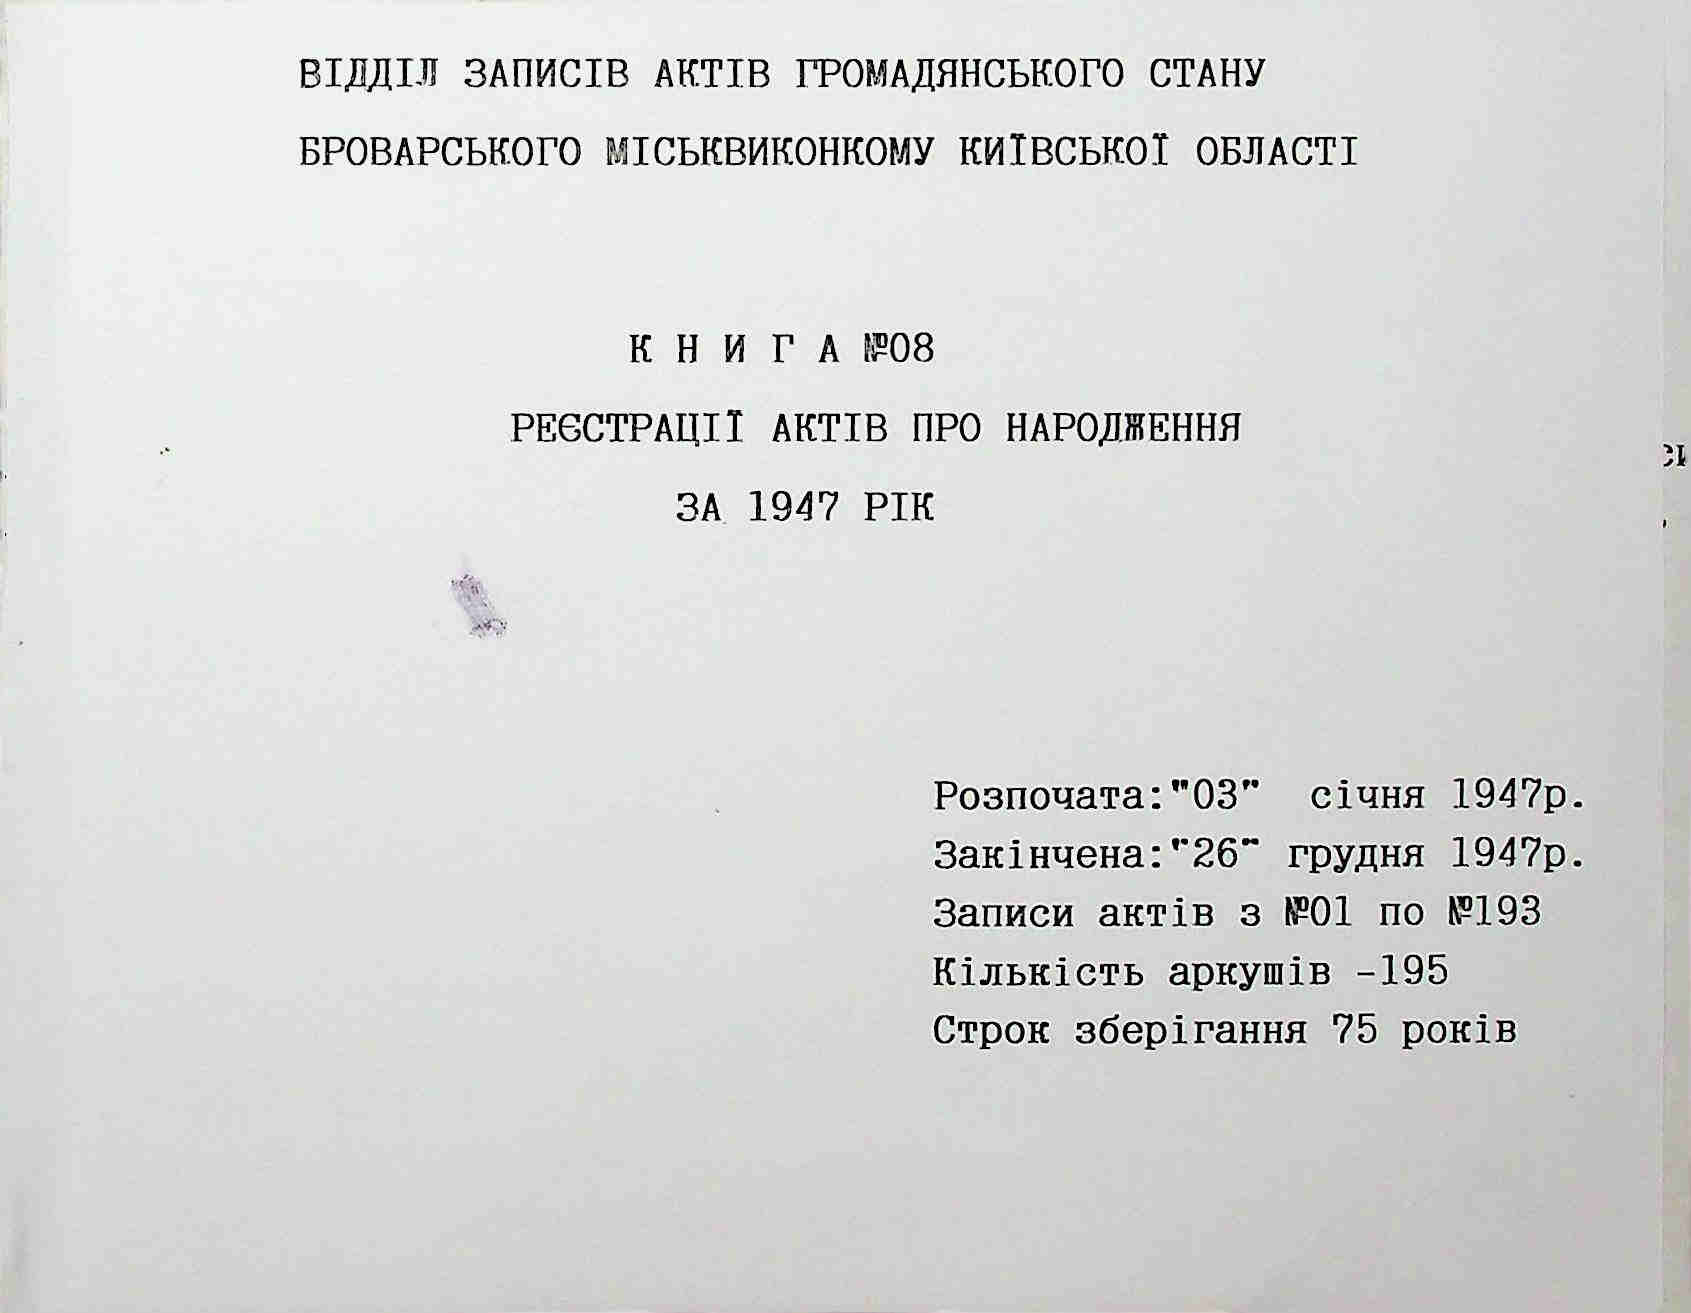 ВІДДІЛ ЗАПИСІВ АКТІВ ГРОМАДЯНСЬКОГО СТАНУ
БРОВАРСЬКОГО МІСЬКВИКОНКОМУ КИЇВСЬКОЇ ОБЛАСТІ
К Н И Г А №08
РЕЄСТРАЦІЇ АКТІВ ПРО НАРОДЖЕННЯ
ЗА 1947 РІК
Розпочата:"03" січня 1947р.
Закінчена:"26" грудня 1947р.
Записи актів з №01 по №193
Кількість аркушів -195
Строк зберігання 75 років